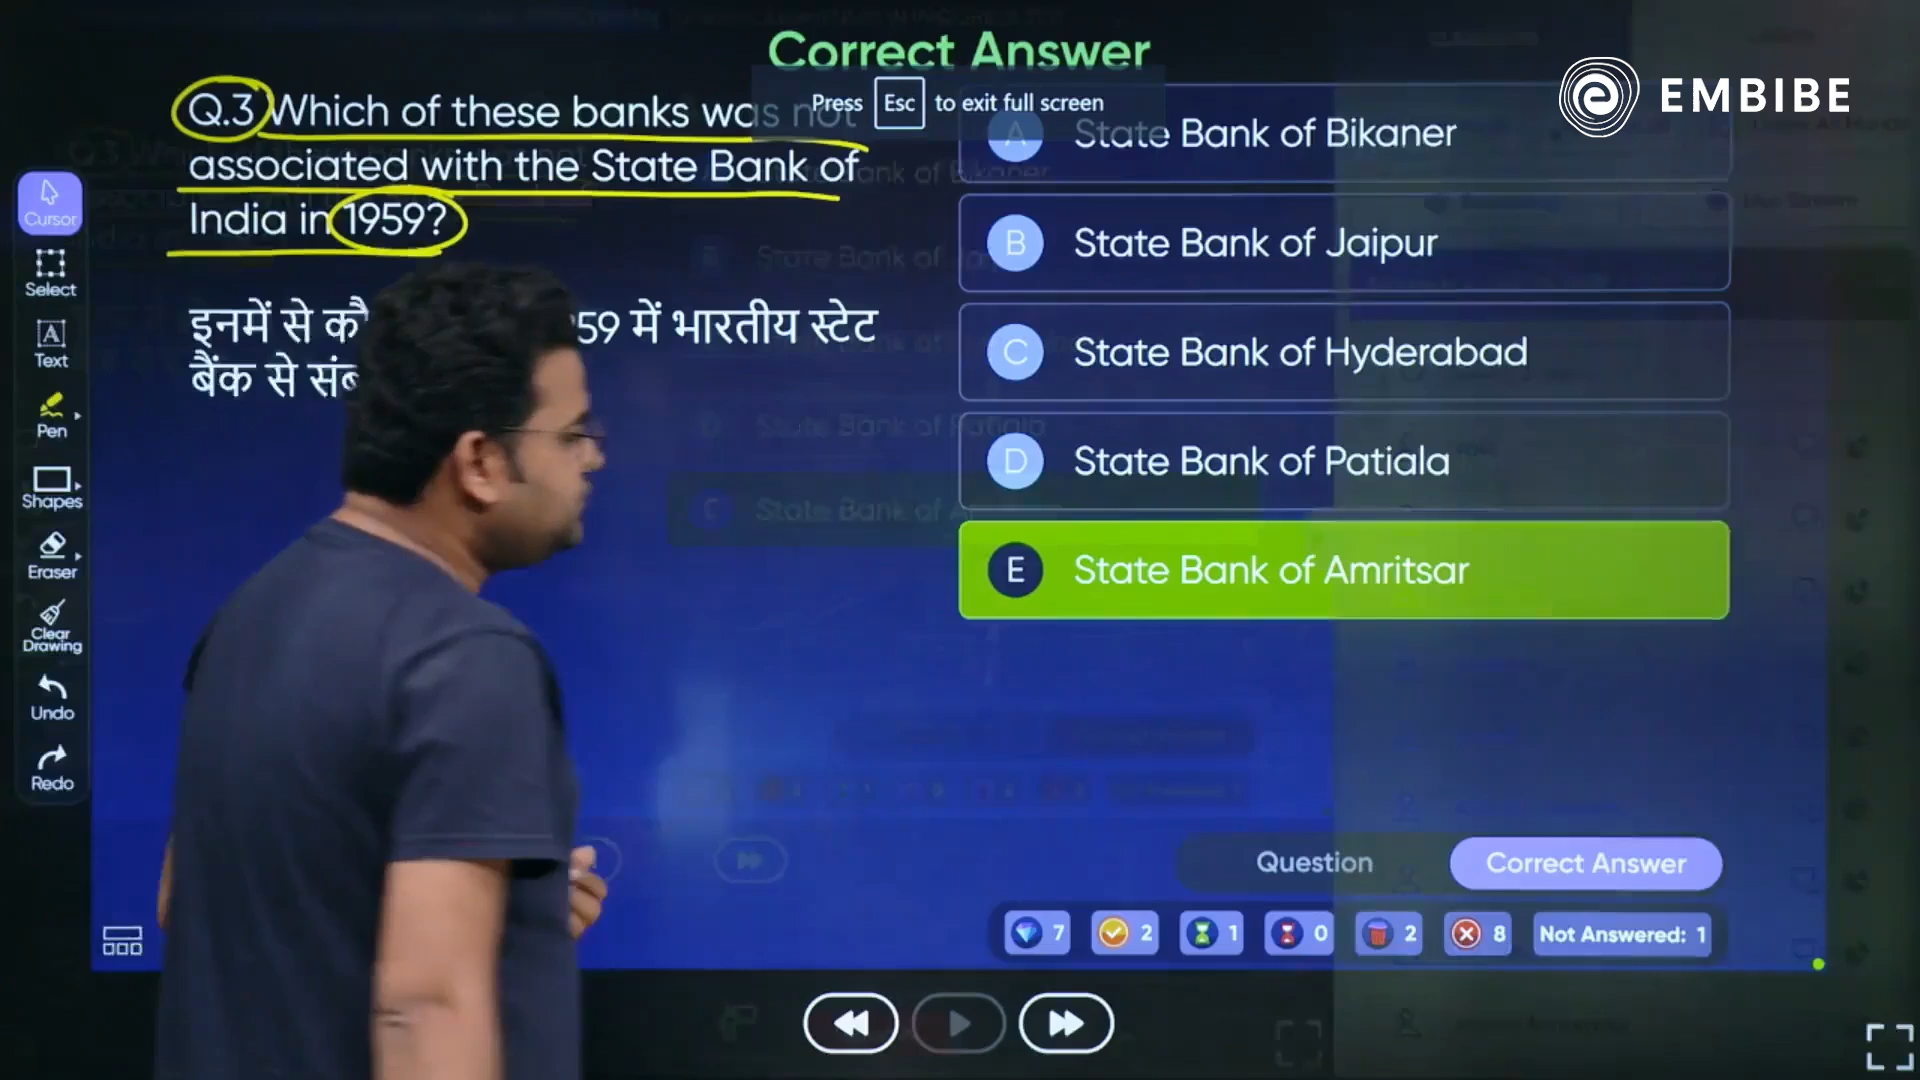 Correct Answer
EMBIBE
Press Esc to exit full screen
Q.3 Which of these banks was not
associated with the State Bank of
India in 1959?
इनमें से
59 में भारतीय स्टेट
बैंक से
A State Bank of Bikaner
B State Bank of Jaipur
C State Bank of Hyderabad
D State Bank of Patiala
E State Bank of Amritsar
Cursor
Select
Text
Pen
Shapes
Eraser
Clear
Drawing
Undo
Redo
Question
Correct Answer
7
2
1
0
2
8
Not Answered: 1